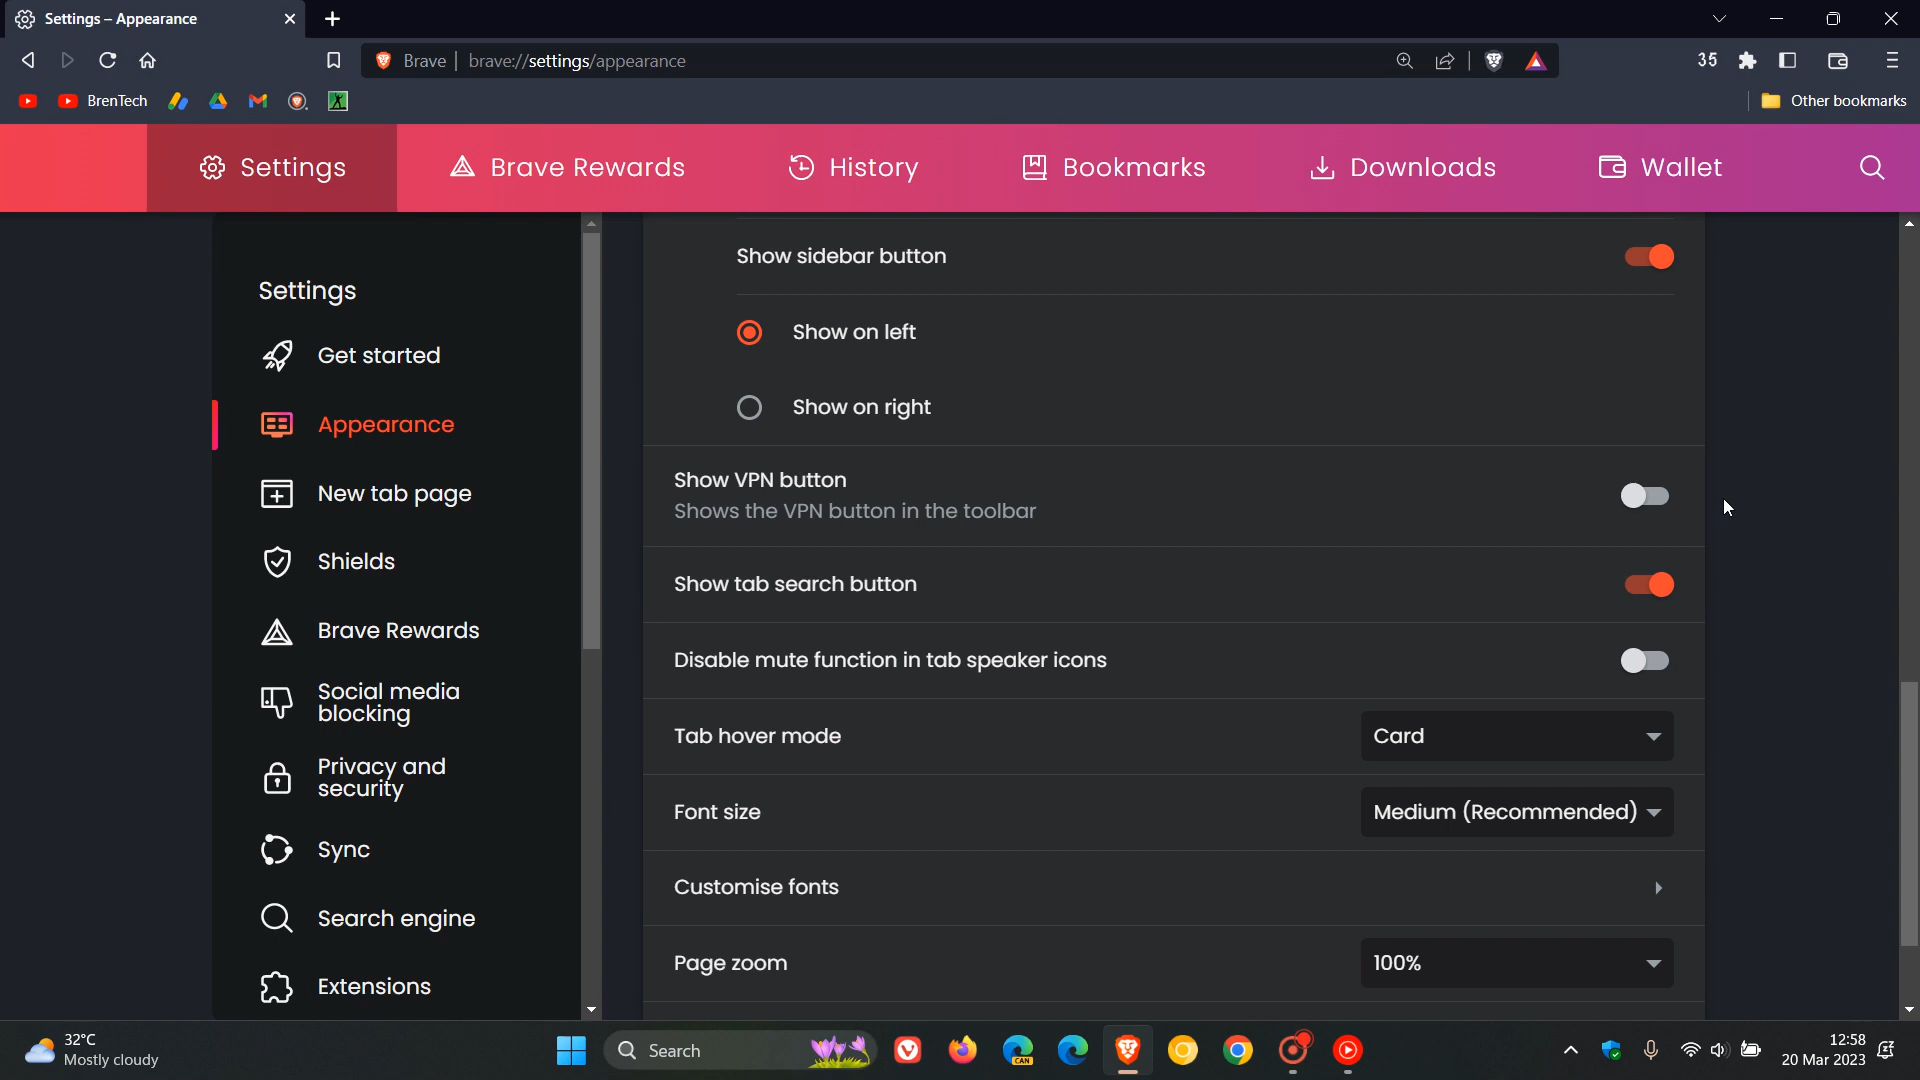 Settings – Appearance
Brave | brave://settings/appearance
35
BrenTech
Other bookmarks
Settings
Brave Rewards
History
Bookmarks
Downloads
Wallet
Settings
Get started
Appearance
New tab page
Shields
Brave Rewards
Social media
blocking
Privacy and
security
Sync
Search engine
Extensions
Show sidebar button
Show on left
Show on right
Show VPN button
Shows the VPN button in the toolbar
Show tab search button
Disable mute function in tab speaker icons
Tab hover mode
Card
Font size
Medium (Recommended)
Customise fonts
Page zoom
100%
32°C
Mostly cloudy
Search
CAN
12:58
20 Mar 2023